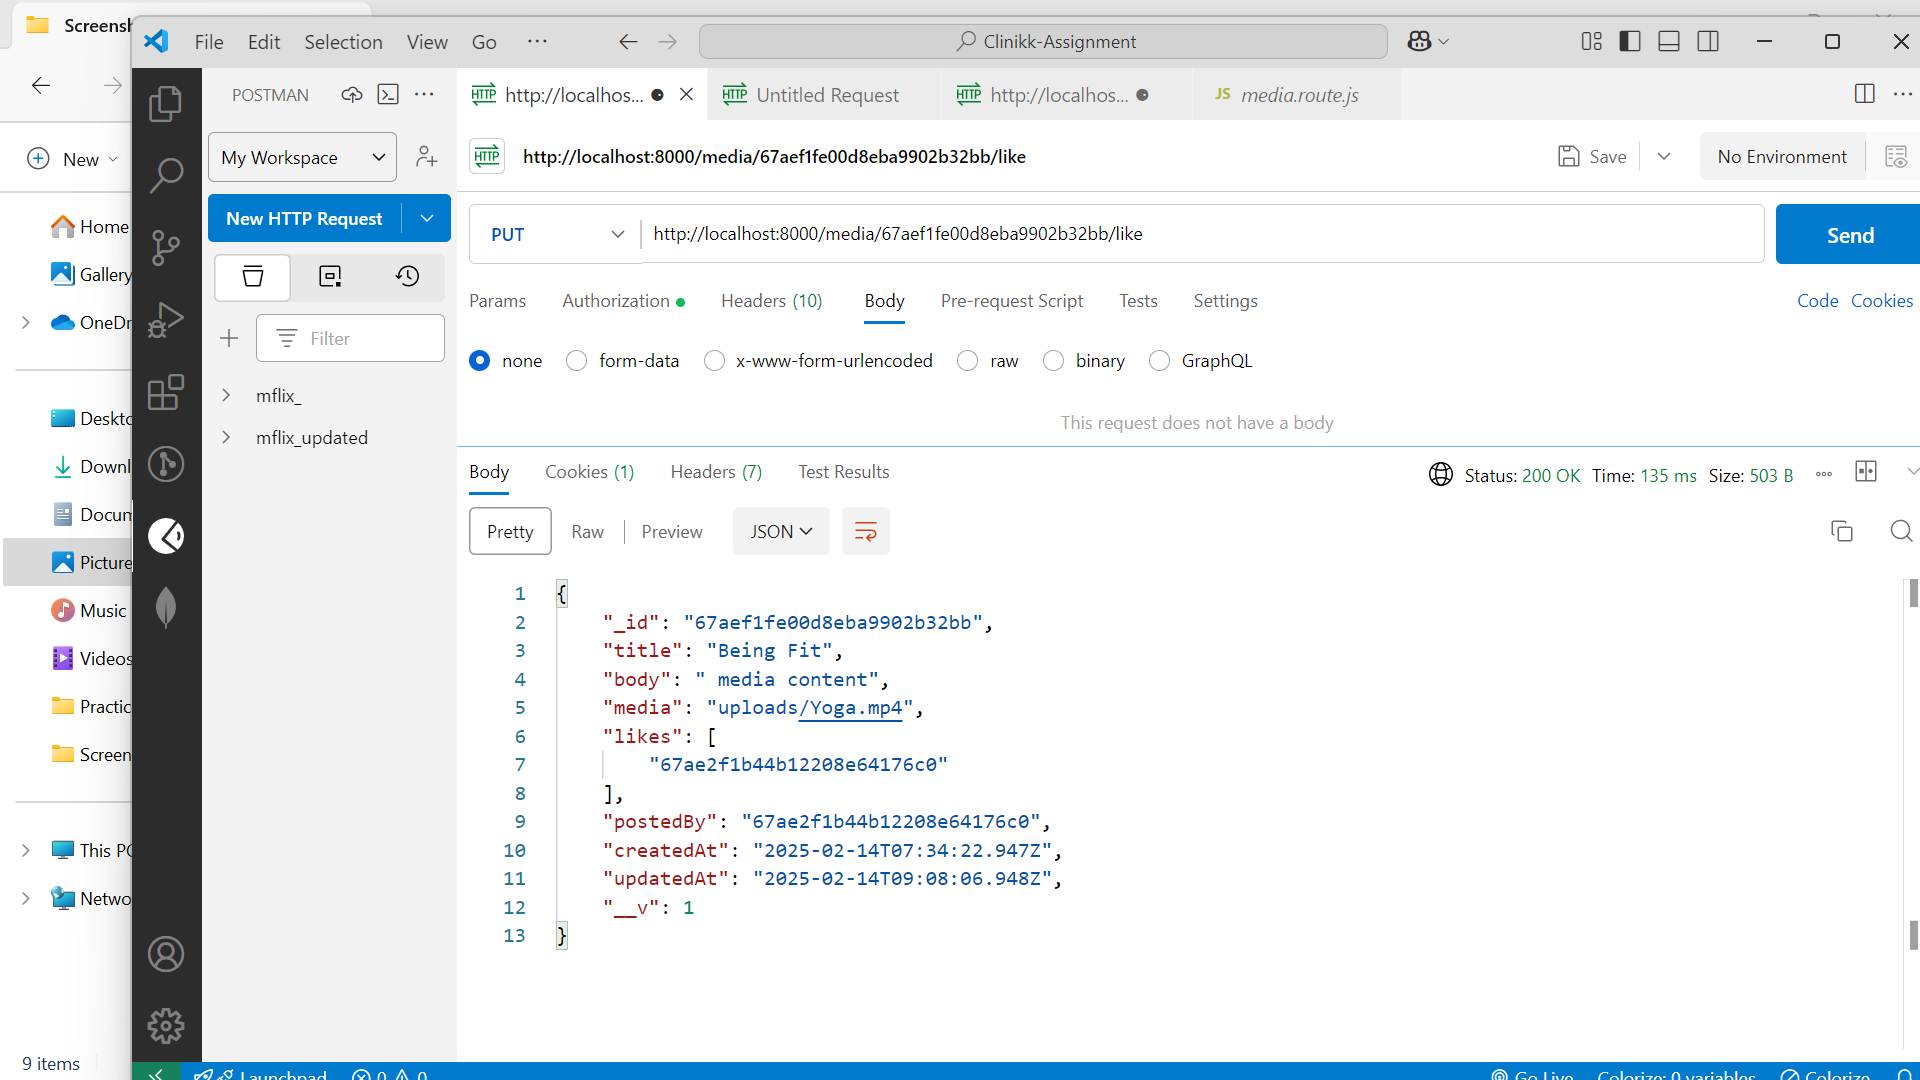 Screensh
File Edit Selection View Go ...
Clinikk-Assignment
New
Home
Gallery
OneDr
Deskto
Downl
Docum
Picture
Music
Videos
Practic
Screen
This PC
Netwo
9 items
POSTMAN
My Workspace
New HTTP Request
Filter
mflix_
mflix_updated
HTTP http://localhos...
HTTP Untitled Request
HTTP http://localhos...
JS media.route.js
HTTP http://localhost:8000/media/67aef1fe00d8eba9902b32bb/like
Save
No Environment
PUT http://localhost:8000/media/67aef1fe00d8eba9902b32bb/like
Send
Params Authorization Headers (10) Body Pre-request Script Tests Settings
Code Cookies
none form-data x-www-form-urlencoded raw binary GraphQL
This request does not have a body
Body Cookies (1) Headers (7) Test Results
Status: 200 OK Time: 135 ms Size: 503 B
Pretty Raw Preview JSON
1 {
2 "_id": "67aef1fe00d8eba9902b32bb",
3 "title": "Being Fit",
4 "body": " media content",
5 "media": "uploads/Yoga.mp4",
6 "likes": [
7 "67ae2f1b44b12208e64176c0"
8 ],
9 "postedBy": "67ae2f1b44b12208e64176c0",
10 "createdAt": "2025-02-14T07:34:22.947Z",
11 "updatedAt": "2025-02-14T09:08:06.948Z",
12 "__v": 1
13 }
Launchpad 0 0
Go Live Colorize: 0 variables Colorize